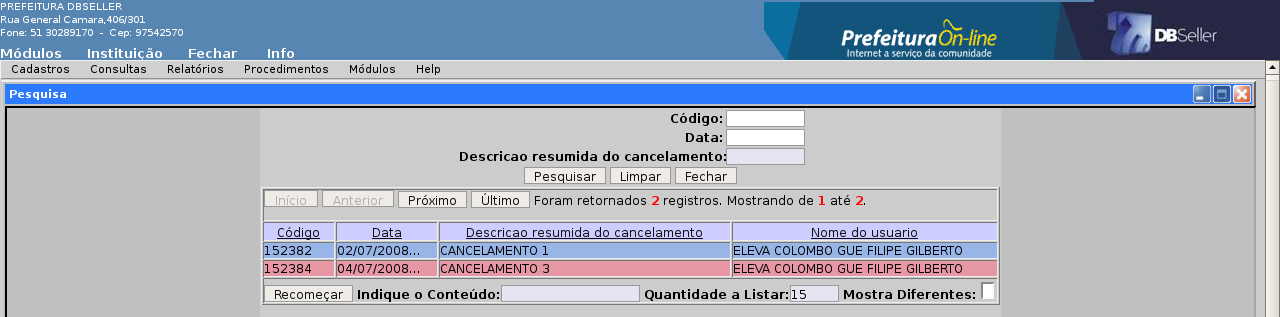 PREFEITURA DBSELLER
Rua General Camara,406/301
Fone: 51 30289170 - Cep: 97542570
PrefeituraOn-line
Internet a serviço da comunidade
DBSeller
Módulos Instituição Fechar Info
Cadastros Consultas Relatórios Procedimentos Módulos Help
Pesquisa
Código:
Data:
Descricao resumida do cancelamento:
Pesquisar Limpar Fechar
Início Anterior Próximo Último Foram retornados 2 registros. Mostrando de 1 até 2.
Código Data Descricao resumida do cancelamento Nome do usuario
152382 02/07/2008... CANCELAMENTO 1 ELEVA COLOMBO GUE FILIPE GILBERTO
152384 04/07/2008... CANCELAMENTO 3 ELEVA COLOMBO GUE FILIPE GILBERTO
Recomeçar Indique o Conteúdo: Quantidade a Listar: 15 Mostra Diferentes: